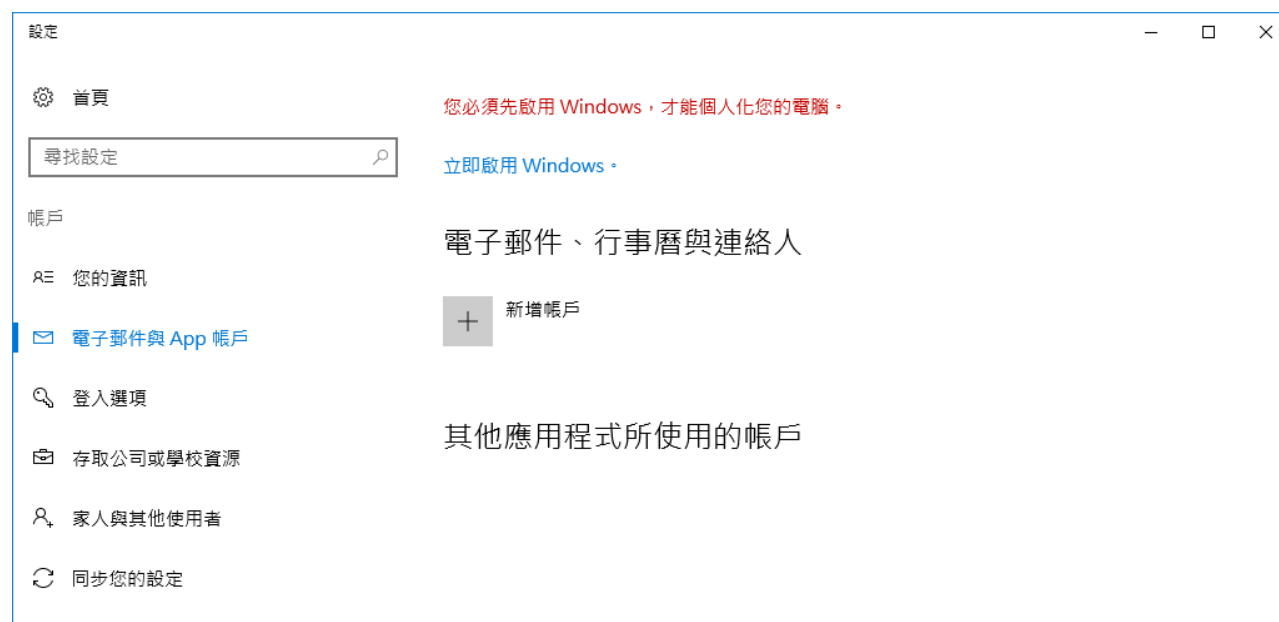 設定
首頁
尋找設定
帳戶
您的資訊
電子郵件與 App 帳戶
登入選項
存取公司或學校資源
家人與其他使用者
同步您的設定
您必須先啟用 Windows，才能個人化您的電腦。
立即啟用 Windows。
電子郵件、行事曆與連絡人
新增帳戶
其他應用程式所使用的帳戶